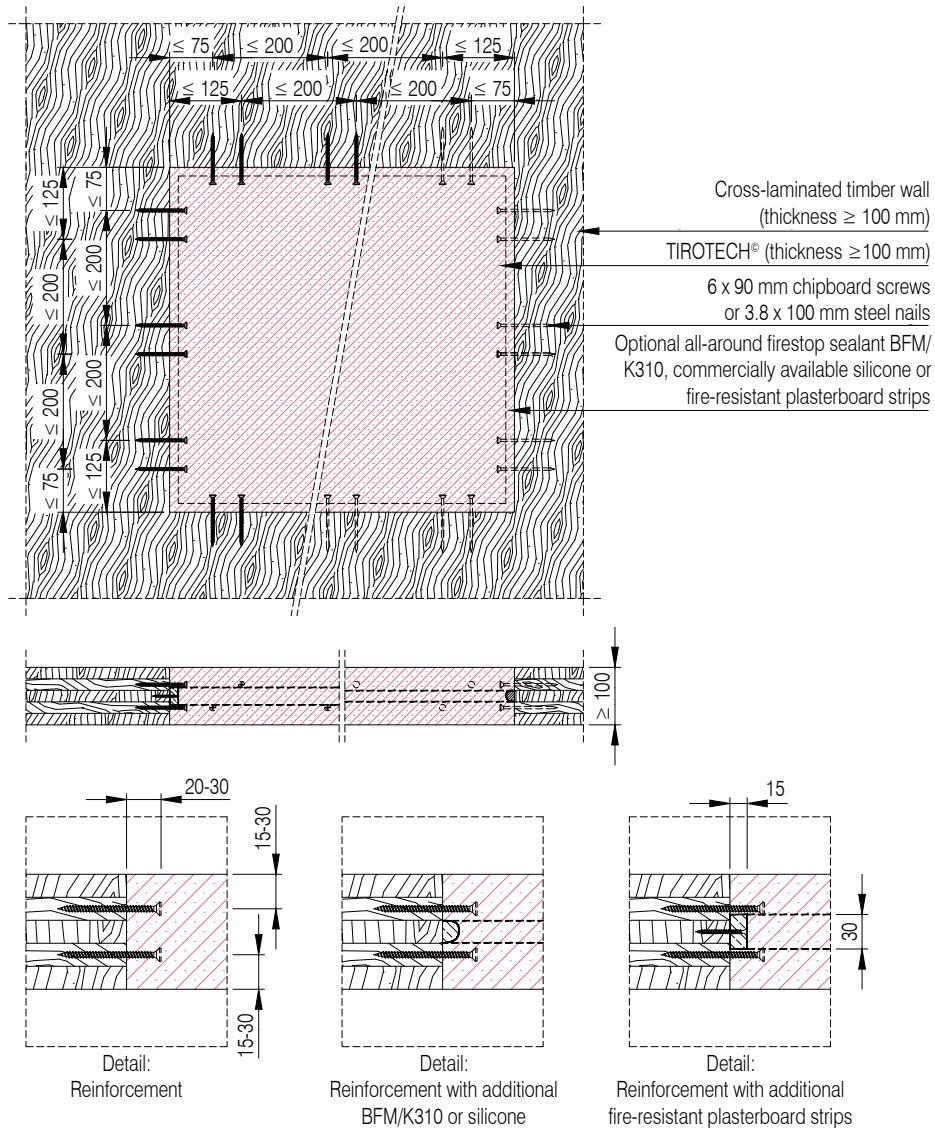 ≤ 75
≤ 200
≤ 200
≤ 125
≤ 125
≤ 200
≤ 200
≤ 75
≤ 125
≤ 200
≤ 200
≤ 75
≤ 75
≤ 200
≤ 200
≤ 125
Cross-laminated timber wall
(thickness ≥ 100 mm)
TIROTECH© (thickness ≥100 mm)
6 x 90 mm chipboard screws
or 3.8 x 100 mm steel nails
Optional all-around firestop sealant BFM/
K310, commercially available silicone or
fire-resistant plasterboard strips
≥ 100
20-30
15-30
15-30
15
30
Detail:
Reinforcement
Detail:
Reinforcement with additional
BFM/K310 or silicone
Detail:
Reinforcement with additional
fire-resistant plasterboard strips